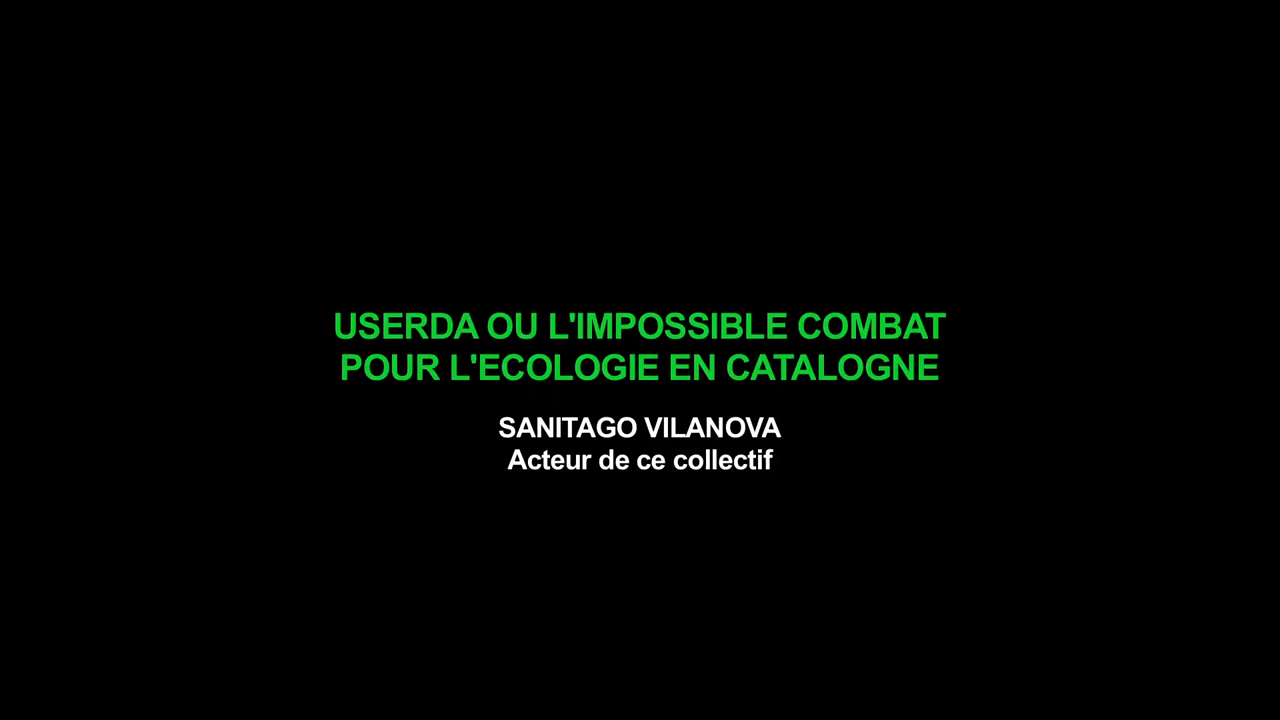 USERDA OU L'IMPOSSIBLE COMBAT
POUR L'ECOLOGIE EN CATALOGNE
SANITAGO VILANOVA
Acteur de ce collectif